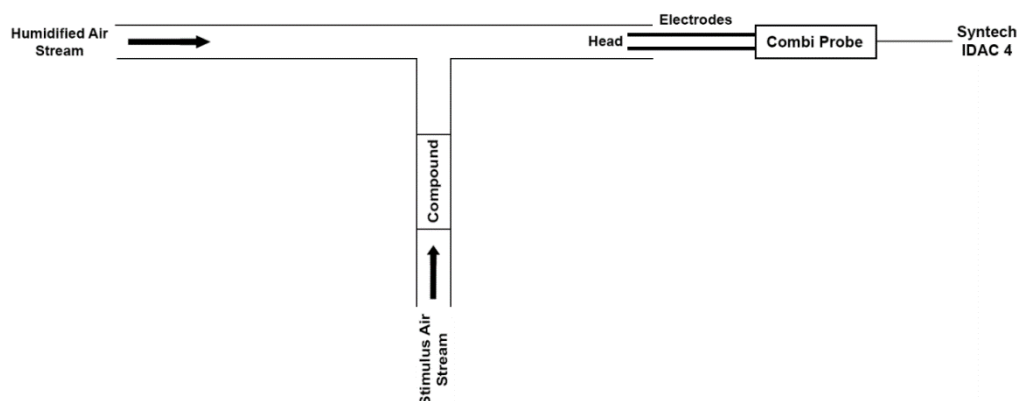 Humidified Air
Stream
Electrodes
Head
Combi Probe
Syntech
IDAC 4
Compound
Stimulus Air
Stream